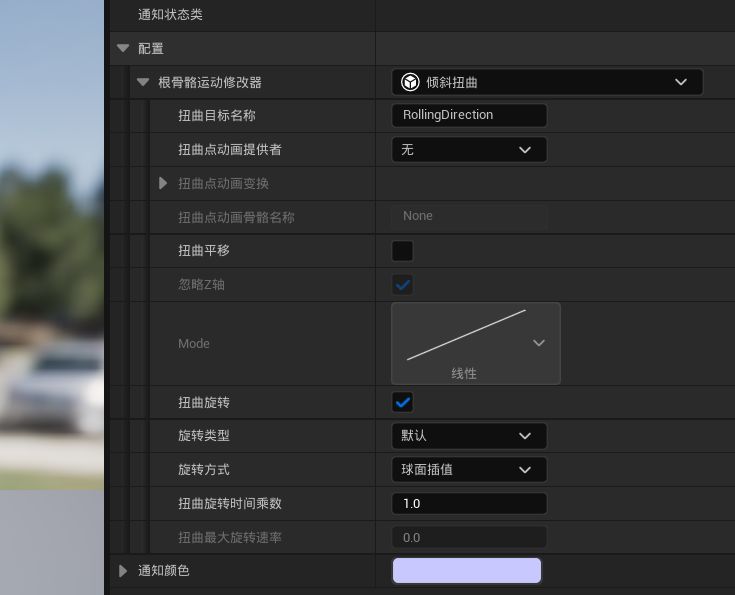 通知状态类
配置
根骨骼运动修改器
倾斜扭曲
扭曲目标名称
RollingDirection
扭曲点动画提供者
无
扭曲点动画变换
扭曲点动画骨骼名称
None
扭曲平移
忽略Z轴
Mode
线性
扭曲旋转
旋转类型
默认
旋转方式
球面插值
扭曲旋转时间乘数
1.0
扭曲最大旋转速率
0.0
通知颜色